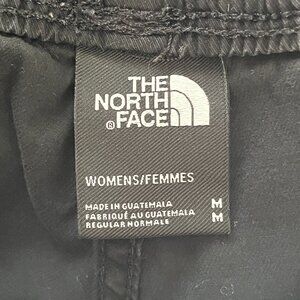 THE
NORTH
FACE
WOMENS/FEMMES
MADE IN GUATEMALA M
FABRIQUÉ AU GUATEMALA M
REGULAR NORMALE